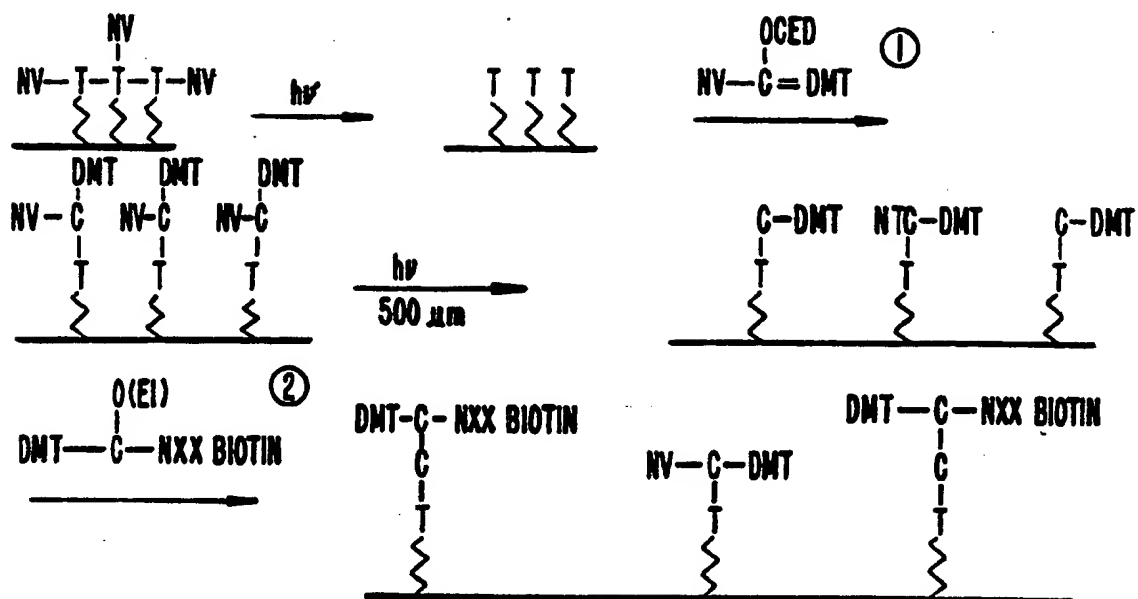 NV
NV—T—T—T—NV
hν
T T T
OCED
NV—C=DMT
①
DMT DMT DMT
NV—C NV—C NV—C
T T T
hν
500 µm
C—DMT NTC—DMT C—DMT
T T T
②
O(EI)
DMT—C—NXX BIOTIN
DMT—C—NXX BIOTIN
C
T
NV—C—DMT
T
DMT—C—NXX BIOTIN
C
T